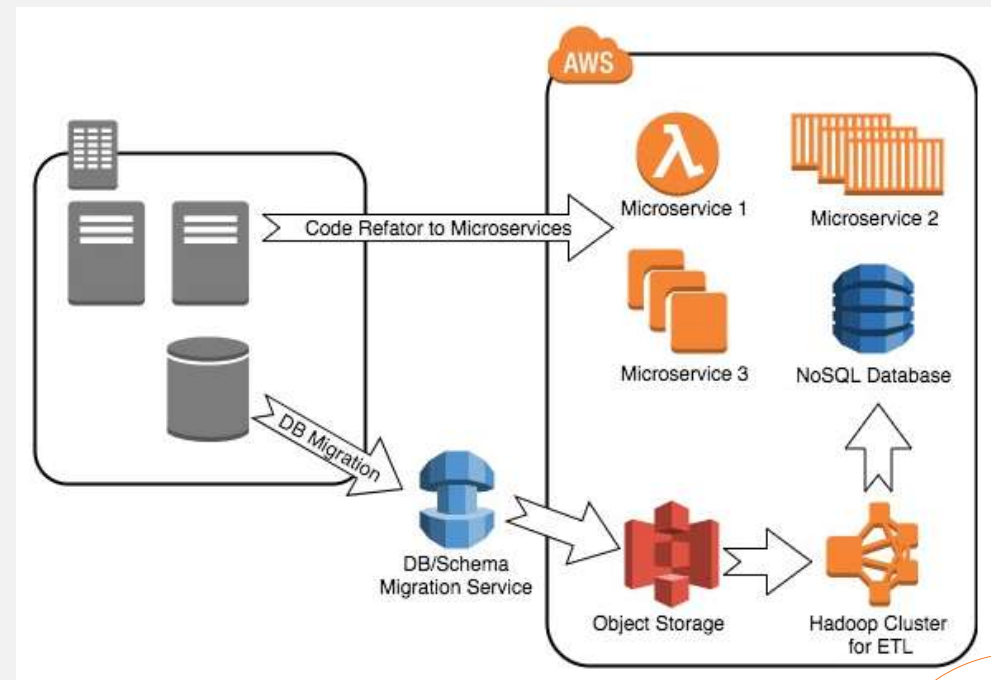 AWS
Microservice 1
Microservice 2
Code Refator to Microservices
Microservice 3
NoSQL Database
DB Migration
DB/Schema
Migration Service
Object Storage
Hadoop Cluster
for ETL